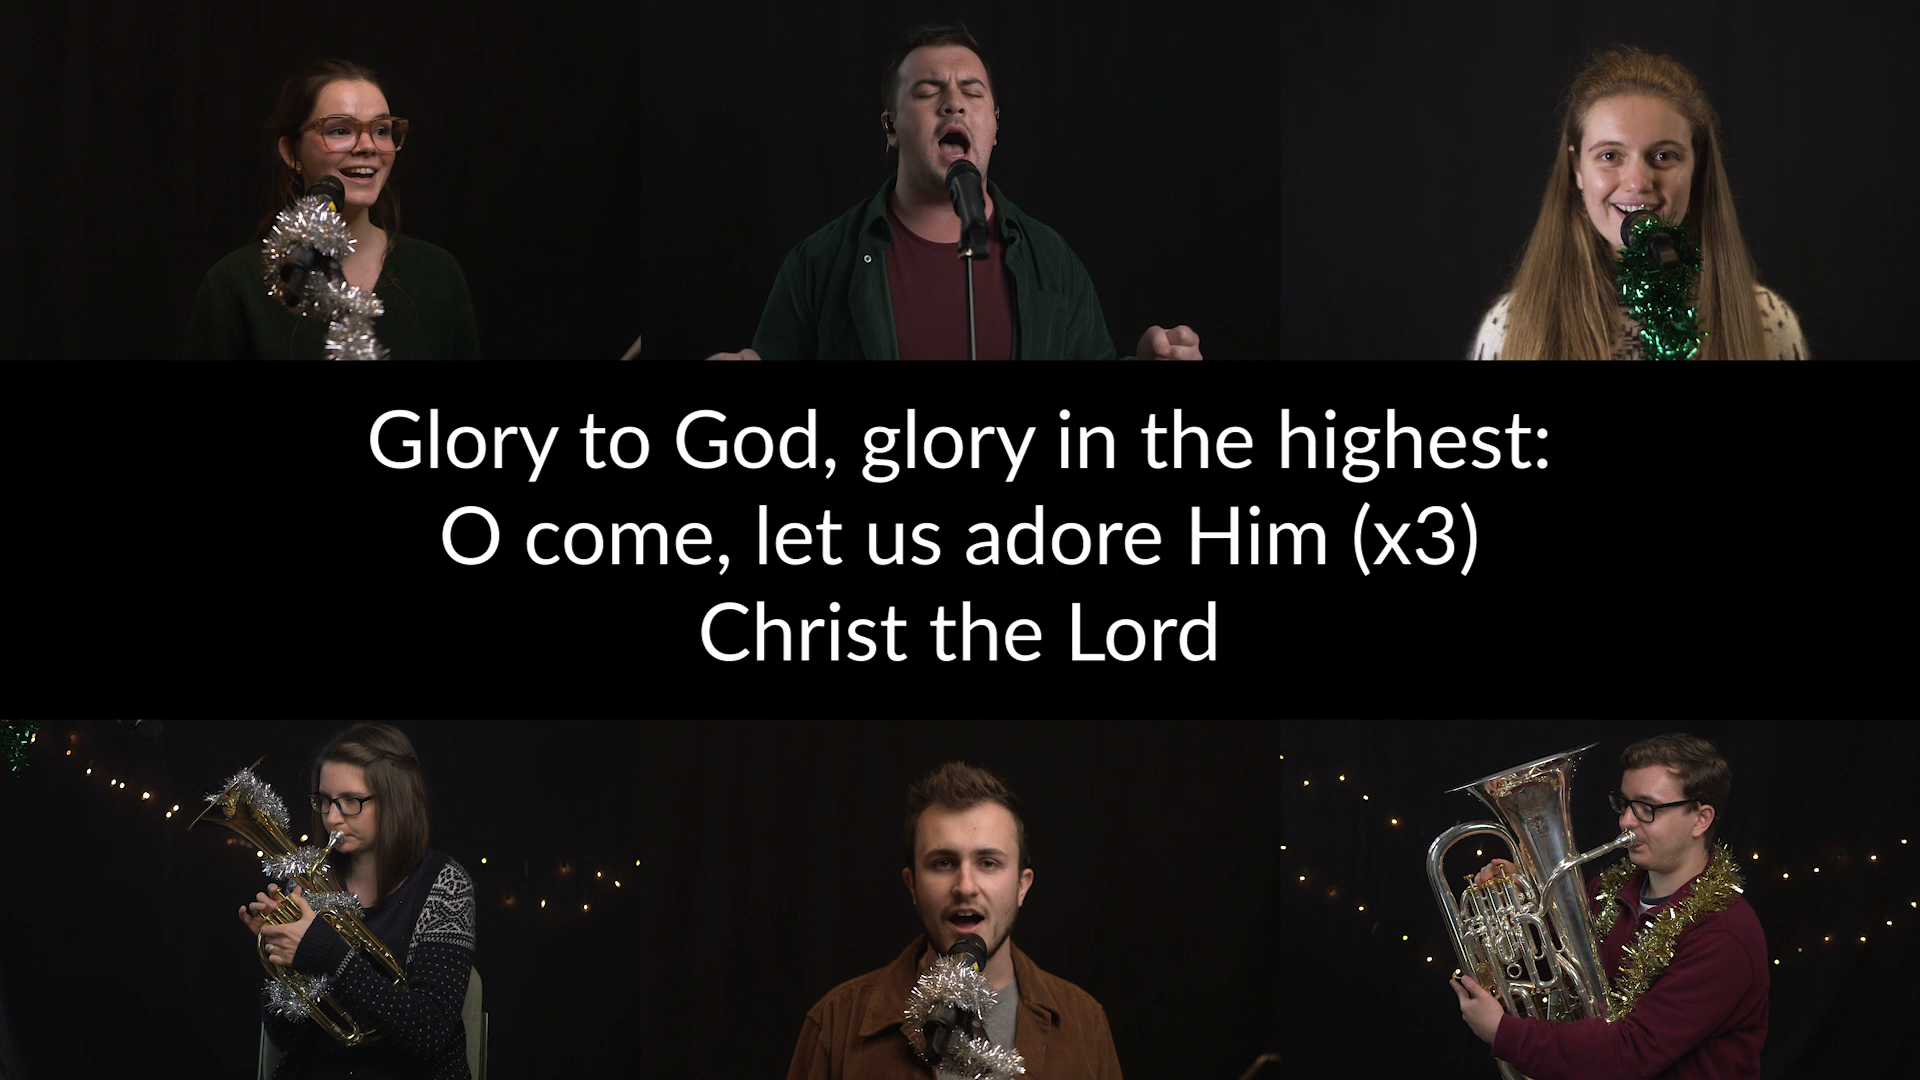 Glory to God, glory in the highest:
O come, let us adore Him (x3)
Christ the Lord